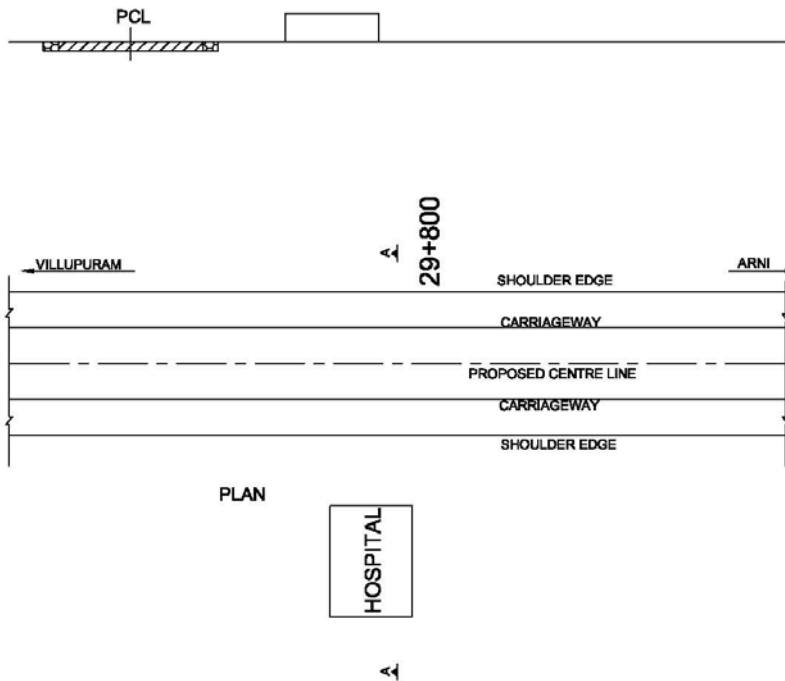 PCL
A
29+800
VILLUPURAM
ARNI
SHOULDER EDGE
CARRIAGEWAY
PROPOSED CENTRE LINE
CARRIAGEWAY
SHOULDER EDGE
PLAN
HOSPITAL
A